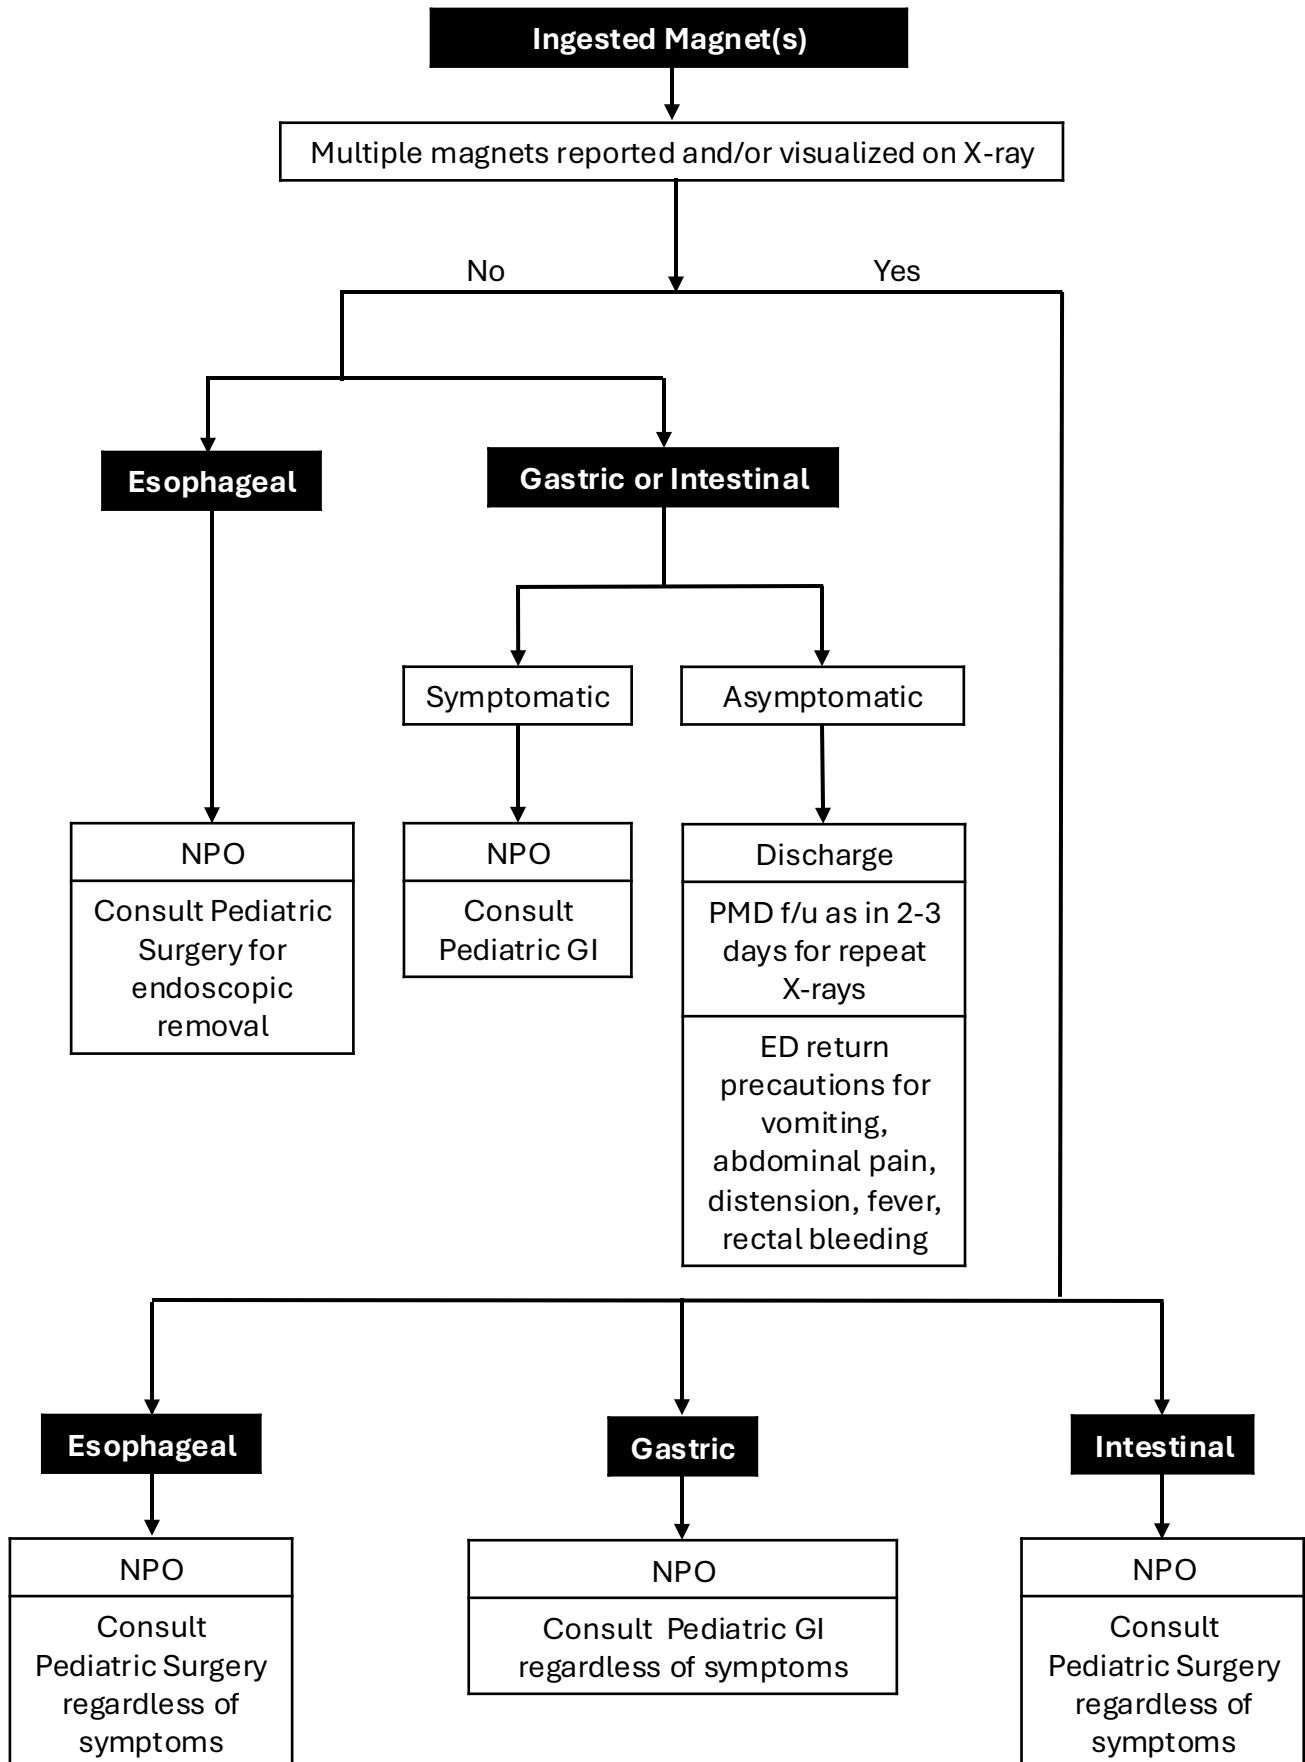 Ingested Magnet(s)
Multiple magnets reported and/or visualized on X-ray
No
Yes
Esophageal
Gastric or Intestinal
Symptomatic
Asymptomatic
NPO
Consult Pediatric
Surgery for
endoscopic
removal
NPO
Consult
Pediatric GI
Discharge
PMD f/u as in 2-3
days for repeat
X-rays
ED return
precautions for
vomiting,
abdominal pain,
distension, fever,
rectal bleeding
Esophageal
Gastric
Intestinal
NPO
Consult
Pediatric Surgery
regardless of
symptoms
NPO
Consult Pediatric GI
regardless of symptoms
NPO
Consult
Pediatric Surgery
regardless of
symptoms